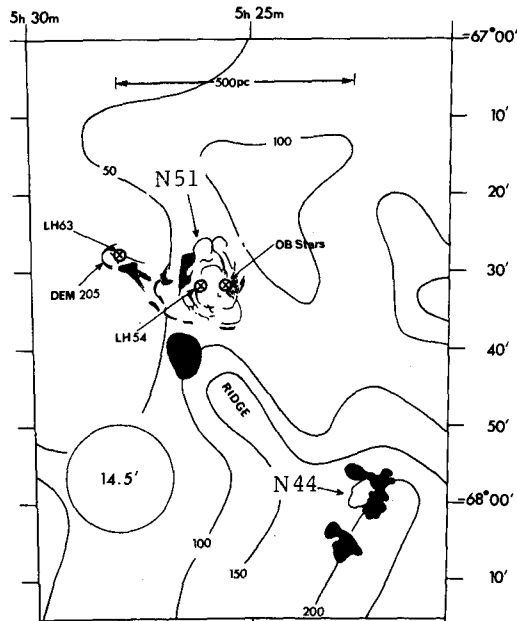 5h 30m 5h 25m
=67°00'
500pc
10'
100
50
N51
20'
LH63
OB Stars
30'
DEM 205
LH54
40'
RIDGE
50'
14.5'
N44
=68°00'
100
150
10'
200